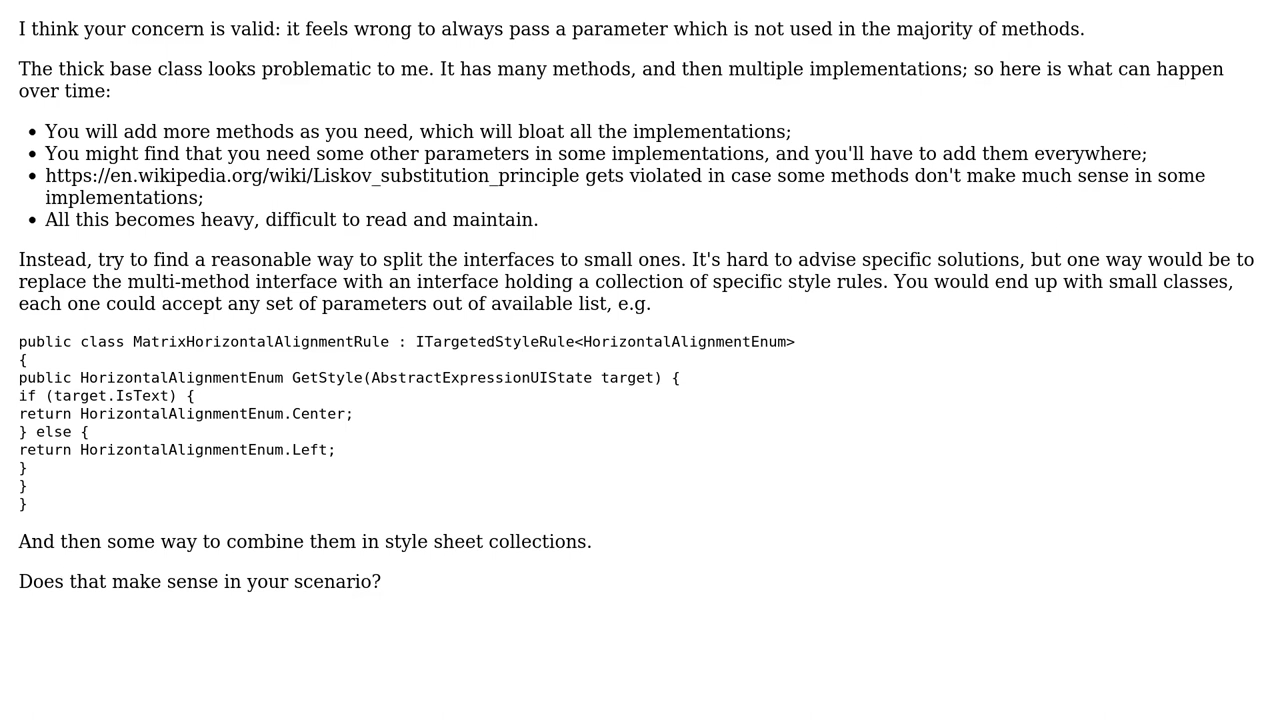 I think your concern is valid: it feels wrong to always pass a parameter which is not used in the majority of methods.
The thick base class looks problematic to me. It has many methods, and then multiple implementations; so here is what can happen
over time:
• You will add more methods as you need, which will bloat all the implementations;
• You might find that you need some other parameters in some implementations, and you'll have to add them everywhere;
• https://en.wikipedia.org/wiki/Liskov_substitution_principle gets violated in case some methods don't make much sense in some
implementations;
• All this becomes heavy, difficult to read and maintain.
Instead, try to find a reasonable way to split the interfaces to small ones. It's hard to advise specific solutions, but one way would be to
replace the multi-method interface with an interface holding a collection of specific style rules. You would end up with small classes,
each one could accept any set of parameters out of available list, e.g.
public class MatrixHorizontalAlignmentRule : ITargetedStyleRule<HorizontalAlignmentEnum>
{
public HorizontalAlignmentEnum GetStyle(AbstractExpressionUIState target) {
if (target.IsText) {
return HorizontalAlignmentEnum.Center;
} else {
return HorizontalAlignmentEnum.Left;
}
}
}
And then some way to combine them in style sheet collections.
Does that make sense in your scenario?